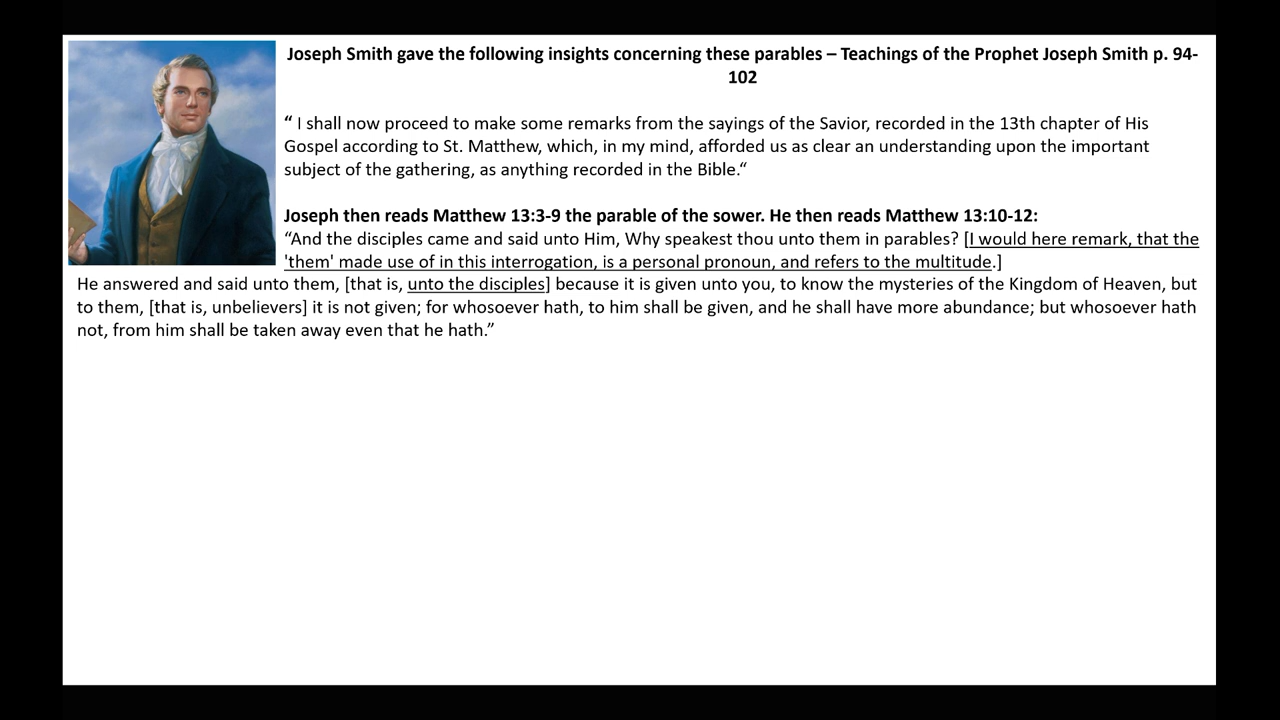 Joseph Smith gave the following insights concerning these parables – Teachings of the Prophet Joseph Smith p. 94-
102
“ I shall now proceed to make some remarks from the sayings of the Savior, recorded in the 13th chapter of His
Gospel according to St. Matthew, which, in my mind, afforded us as clear an understanding upon the important
subject of the gathering, as anything recorded in the Bible.“
Joseph then reads Matthew 13:3-9 the parable of the sower. He then reads Matthew 13:10-12:
“And the disciples came and said unto Him, Why speakest thou unto them in parables? [I would here remark, that the
'them' made use of in this interrogation, is a personal pronoun, and refers to the multitude.]
He answered and said unto them, [that is, unto the disciples] because it is given unto you, to know the mysteries of the Kingdom of Heaven, but
to them, [that is, unbelievers] it is not given; for whosoever hath, to him shall be given, and he shall have more abundance; but whosoever hath
not, from him shall be taken away even that he hath.”